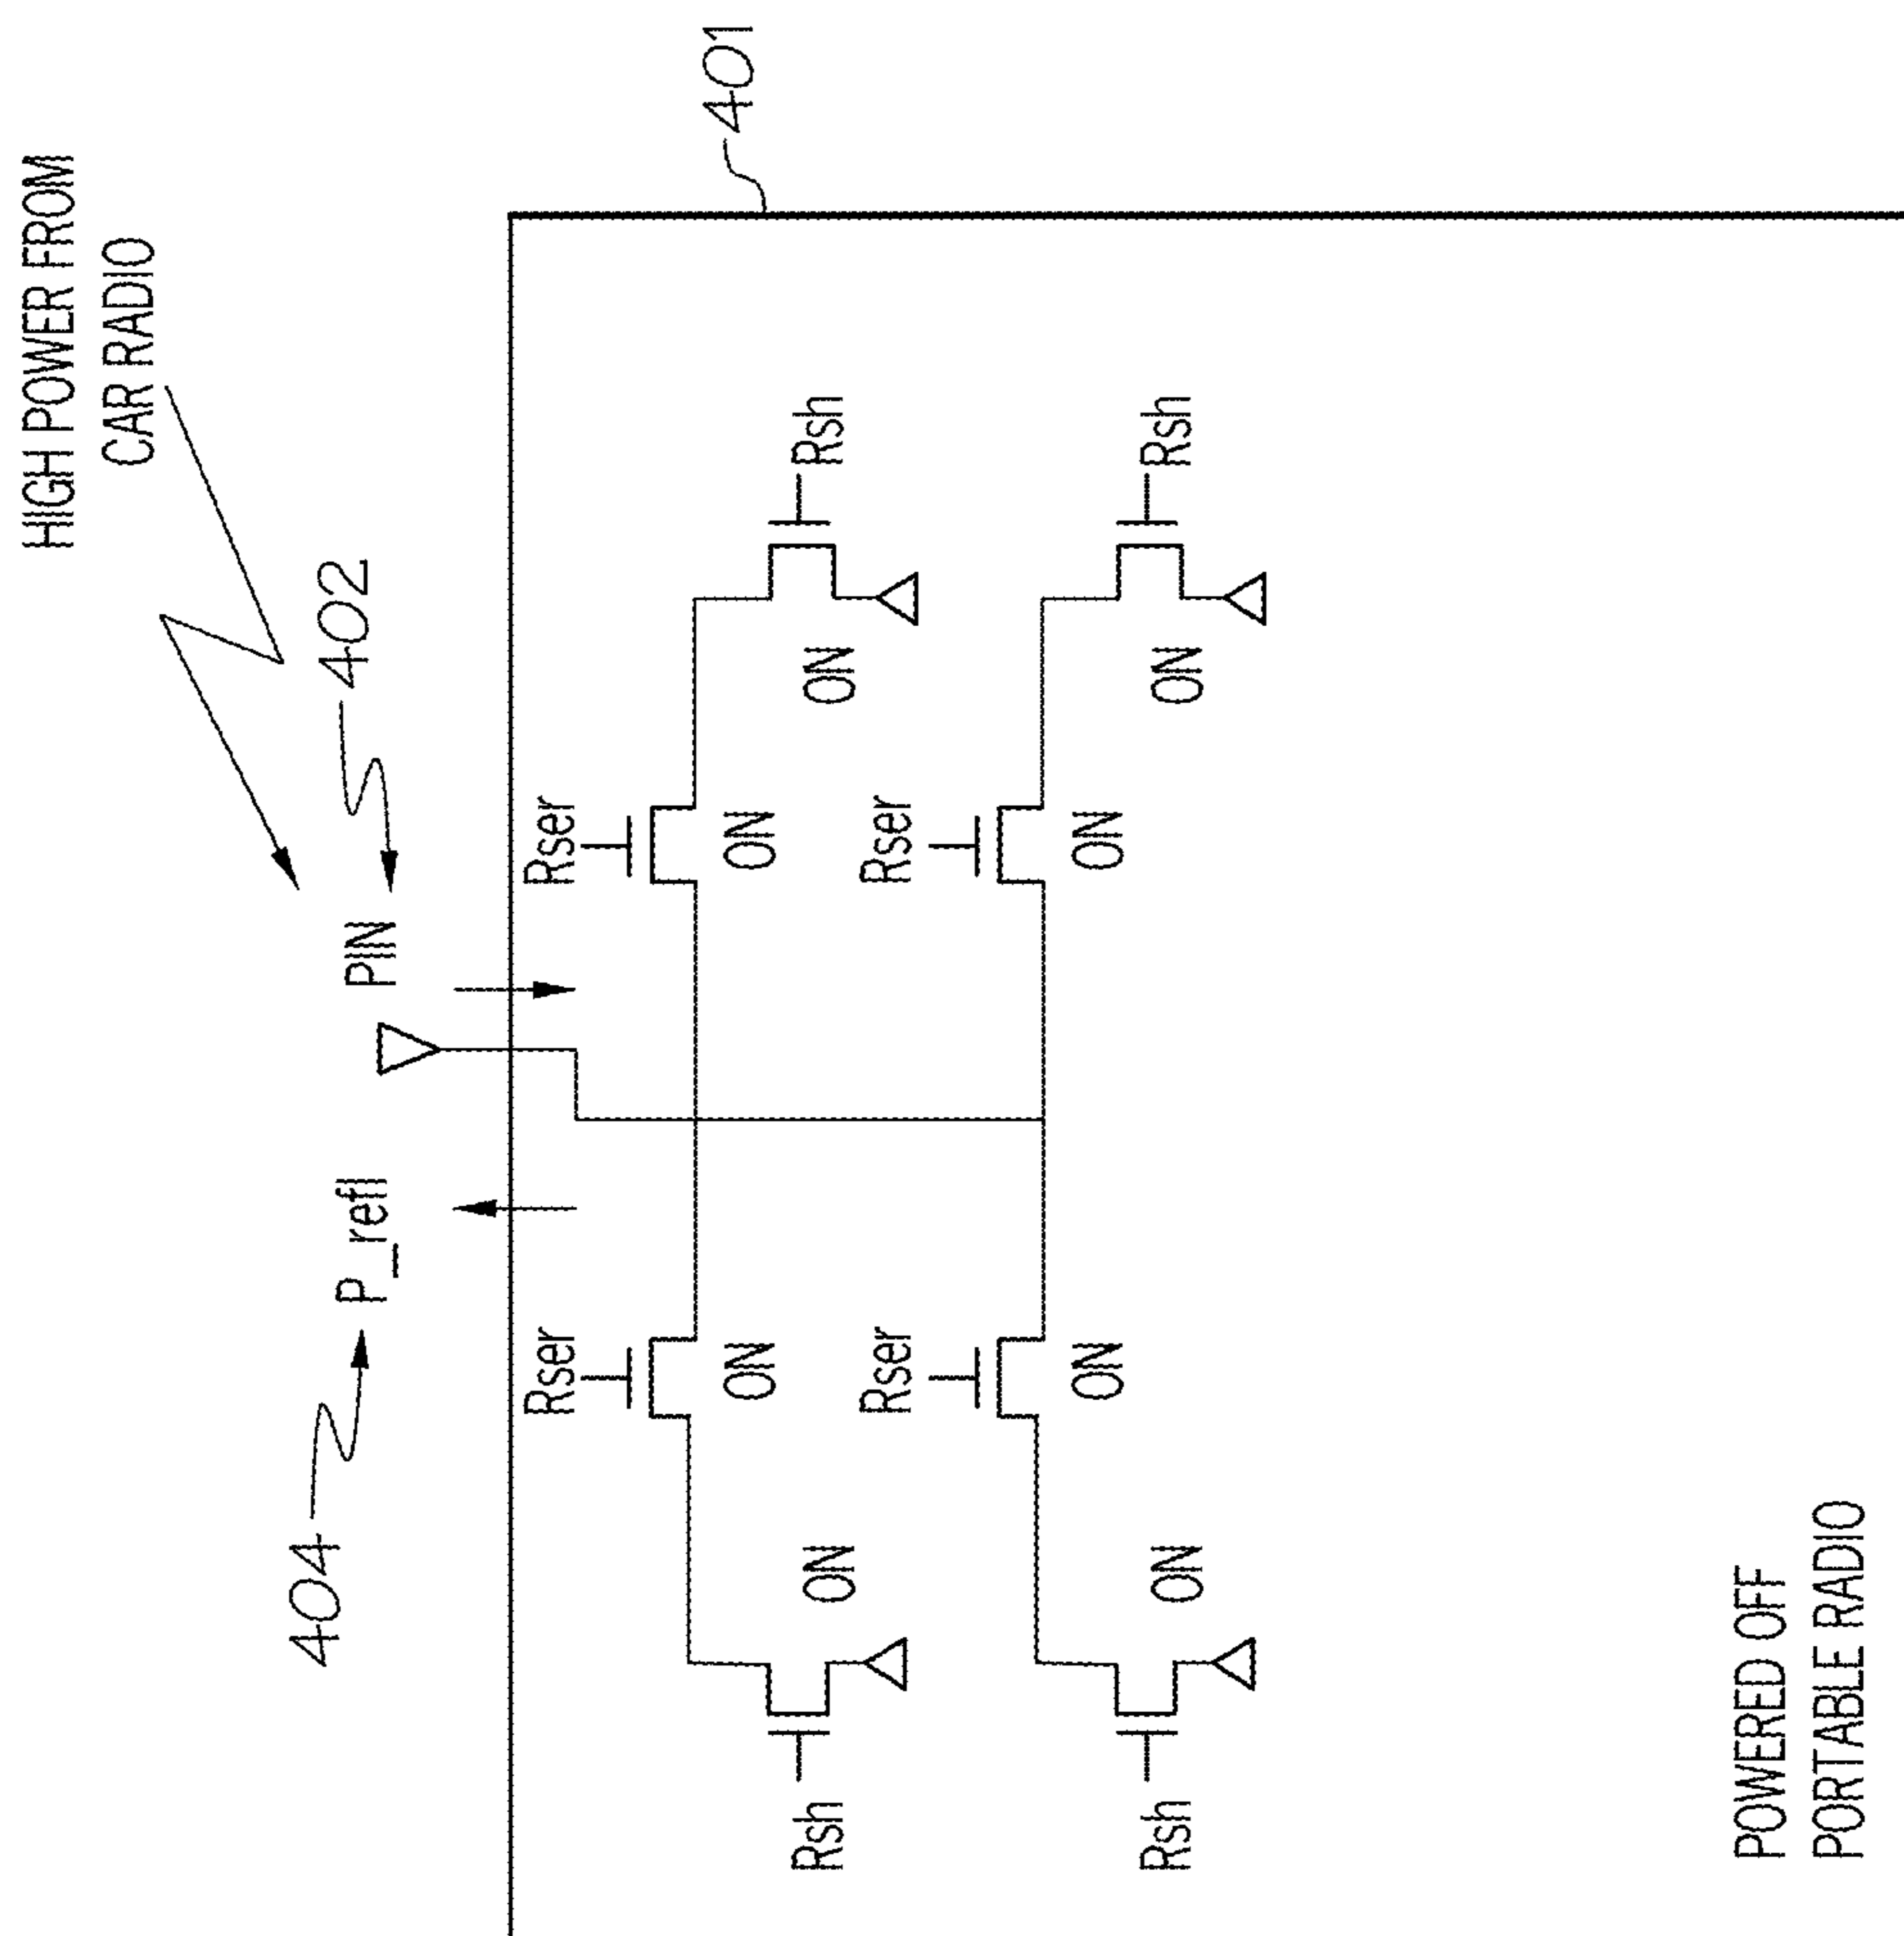 HIGH POWER FROM
CAR RADIO
401
402
PIN
404
P_refl
Rser
ON
Rser
ON
Rsh
ON
Rsh
ON
Rser
ON
Rser
ON
Rsh
ON
Rsh
ON
POWERED OFF
PORTABLE RADIO